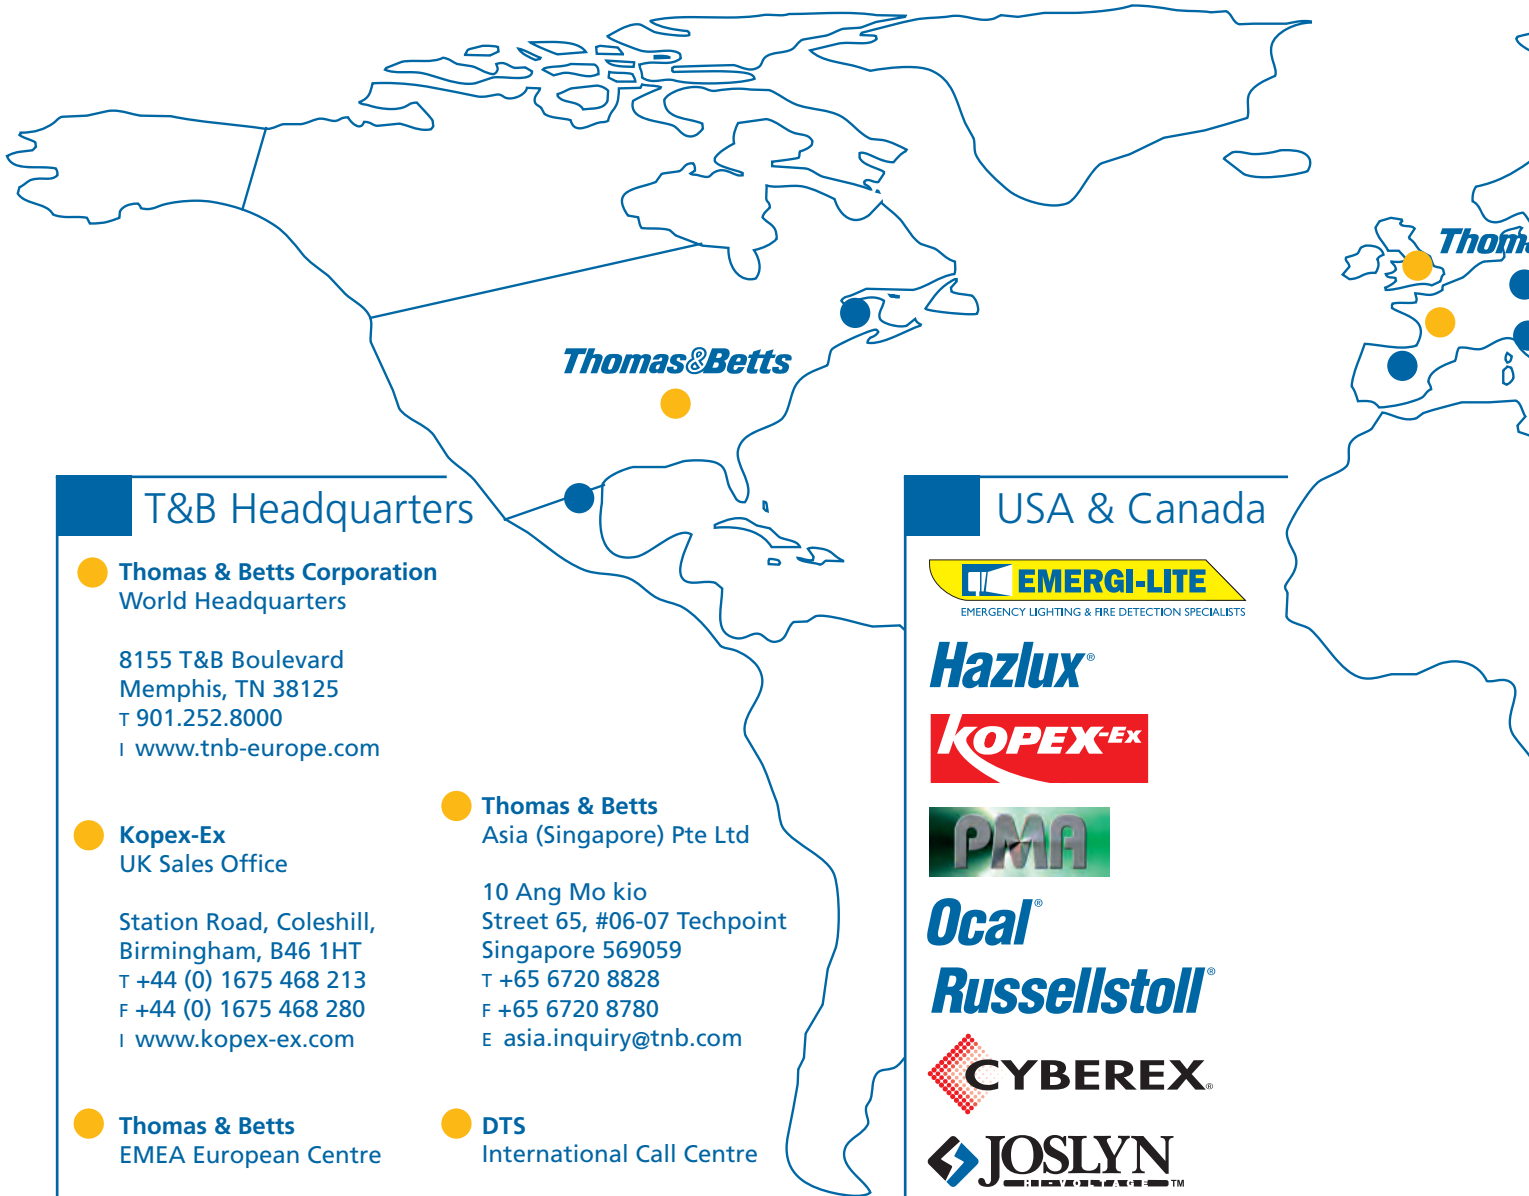 Thomas&Betts
T&B Headquarters
Thomas & Betts Corporation
World Headquarters
8155 T&B Boulevard
Memphis, TN 38125
T 901.252.8000
I www.tnb-europe.com
Kopex-Ex
UK Sales Office
Station Road, Coleshill,
Birmingham, B46 1HT
T +44 (0) 1675 468 213
F +44 (0) 1675 468 280
I www.kopex-ex.com
Thomas & Betts
EMEA European Centre
Thomas & Betts
Asia (Singapore) Pte Ltd
10 Ang Mo kio
Street 65, #06-07 Techpoint
Singapore 569059
T +65 6720 8828
F +65 6720 8780
E asia.inquiry@tnb.com
DTS
International Call Centre
USA & Canada
EMERGI-LITE
EMERGENCY LIGHTING & FIRE DETECTION SPECIALISTS
Hazlux®
KOPEX-EX
PMA
Ocal®
Russellstoll®
CYBEREX®
JOSLYN
HI-VOLTAGE™